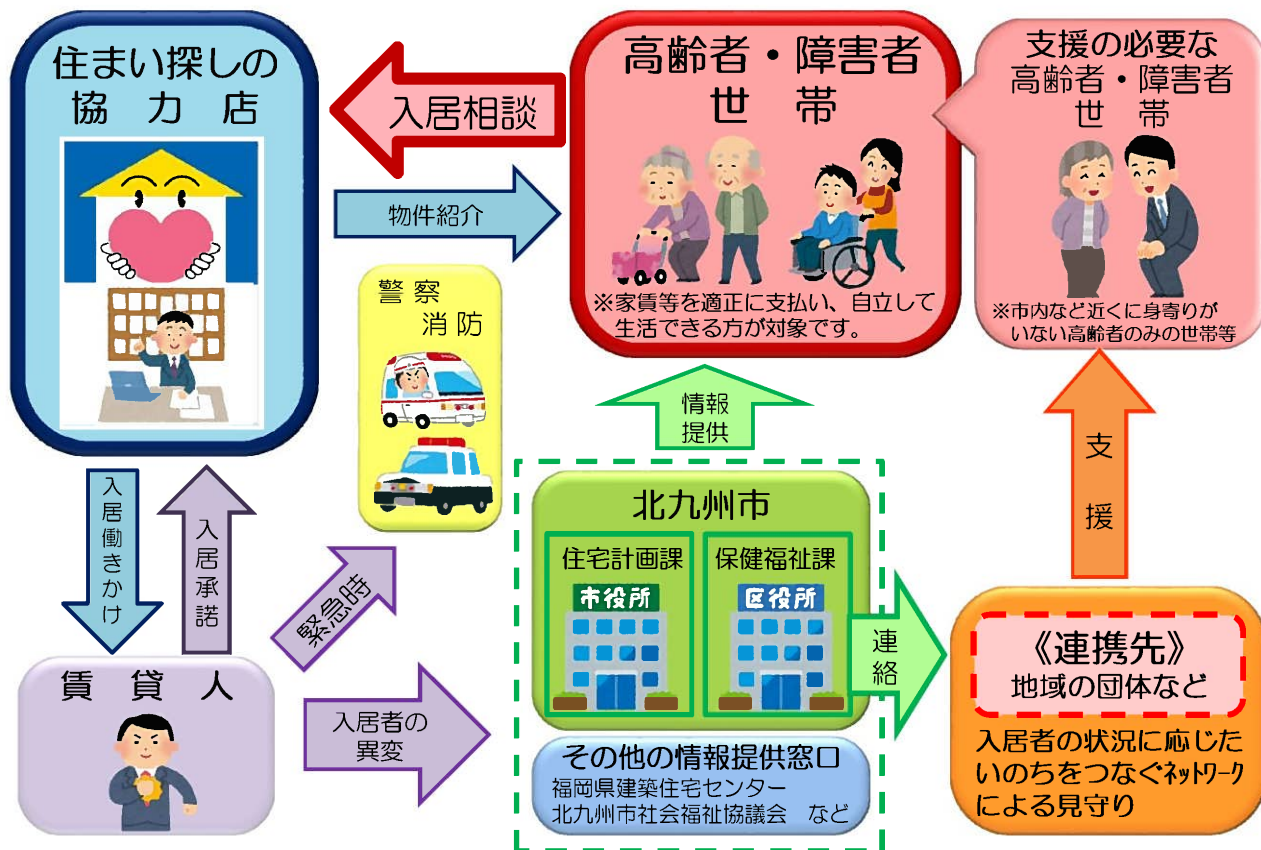 住まい探しの
協力店
入居相談
物件紹介
高齢者・障害者
世帯
※家賃等を適正に支払い、自立して
生活できる方が対象です。
支援の必要な
高齢者・障害者
世帯
※市内など近くに身寄りが
いない高齢者のみの世帯等
警察
消防
情報
提供
支援
入居働きかけ
入居承諾
緊急時
北九州市
住宅計画課
市役所
保健福祉課
区役所
連絡
賃貸人
入居者の
異変
その他の情報提供窓口
福岡県建築住宅センター
北九州市社会福祉協議会 など
《連携先》
地域の団体など
入居者の状況に応じた
いのちをつなぐネットワーク
による見守り